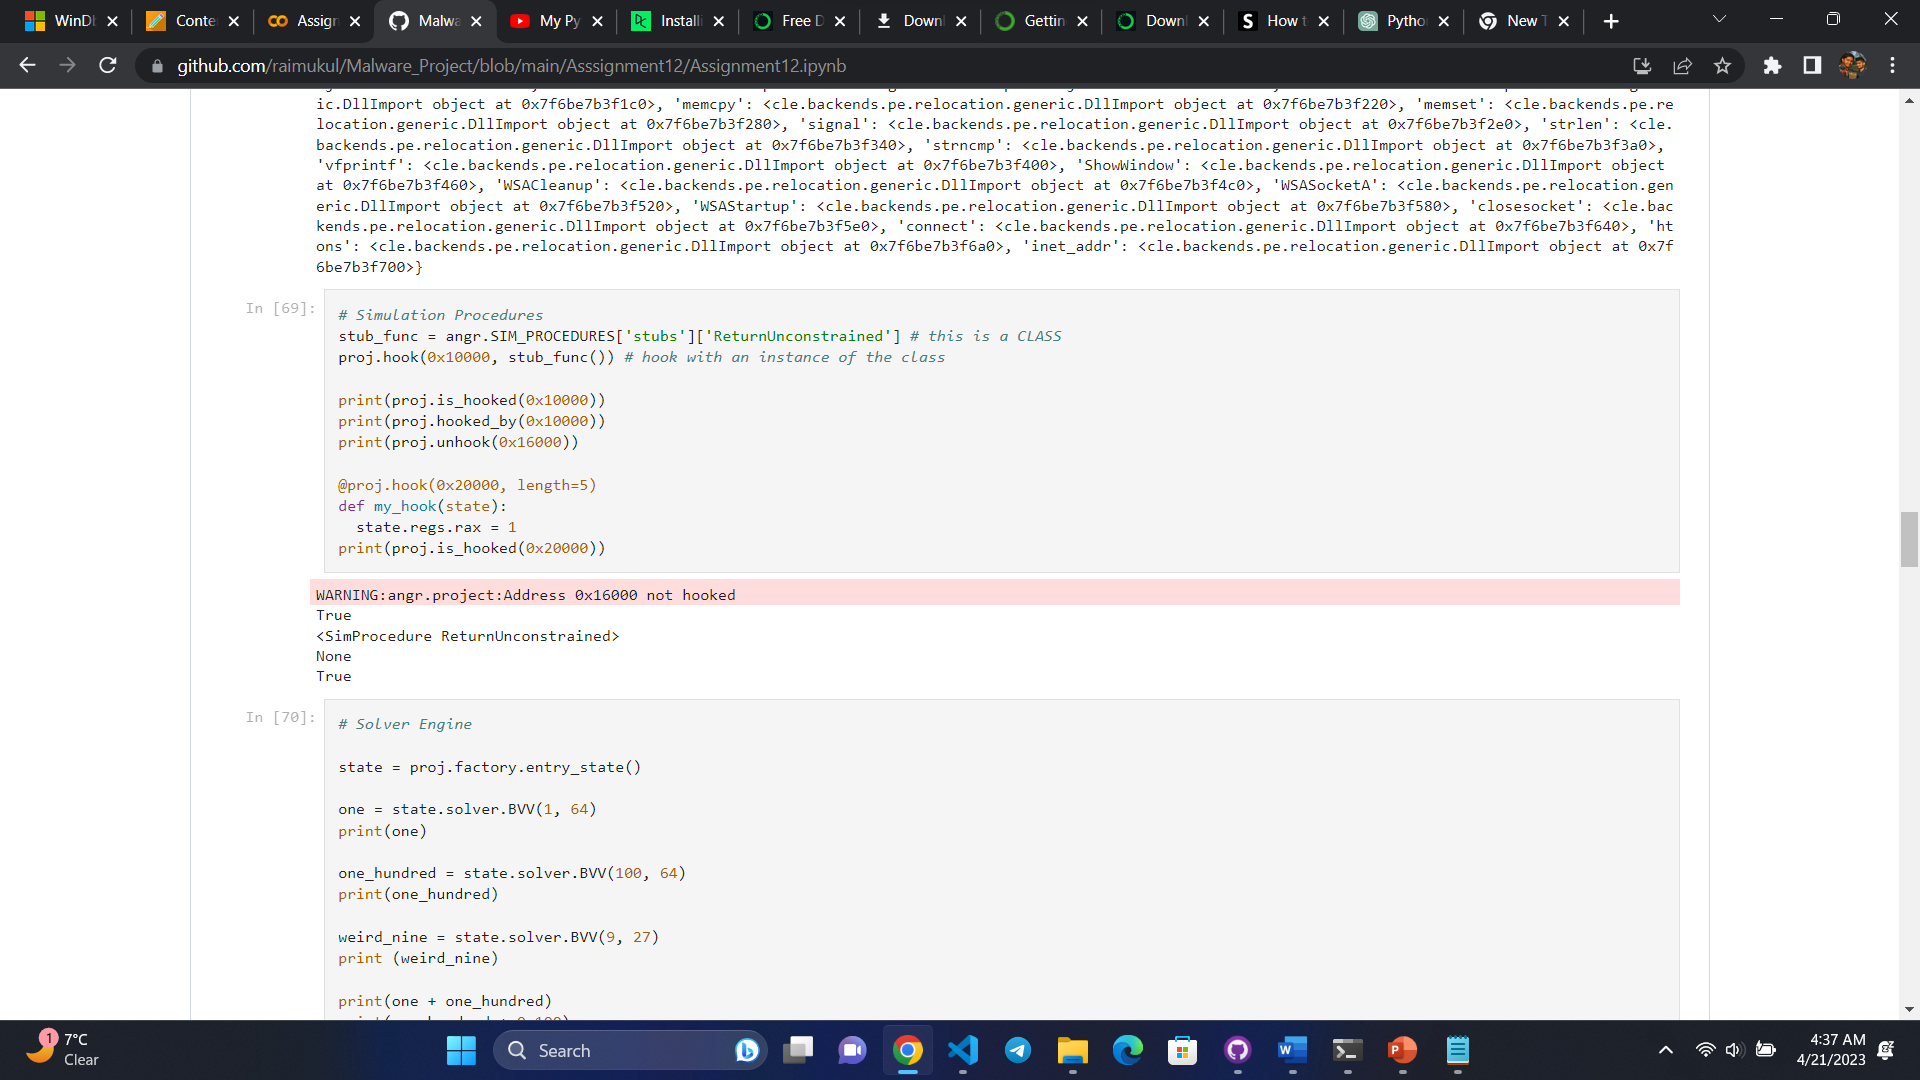 WinDl
Conte
Assign
Malwa
My Py
Installi
Free D
Downl
Gettin
Downl
How t
Pytho
New T
github.com/raimukul/Malware_Project/blob/main/Asssignment12/Assignment12.ipynb
ic.DllImport object at 0x7f6be7b3f1c0>, 'memcpy': <cle.backends.pe.relocation.generic.DllImport object at 0x7f6be7b3f220>, 'memset': <cle.backends.pe.re
location.generic.DllImport object at 0x7f6be7b3f280>, 'signal': <cle.backends.pe.relocation.generic.DllImport object at 0x7f6be7b3f2e0>, 'strlen': <cle.
backends.pe.relocation.generic.DllImport object at 0x7f6be7b3f340>, 'strncmp': <cle.backends.pe.relocation.generic.DllImport object at 0x7f6be7b3f3a0>,
'vfprintf': <cle.backends.pe.relocation.generic.DllImport object at 0x7f6be7b3f400>, 'ShowWindow': <cle.backends.pe.relocation.generic.DllImport object
at 0x7f6be7b3f460>, 'WSACleanup': <cle.backends.pe.relocation.generic.DllImport object at 0x7f6be7b3f4c0>, 'WSASocketA': <cle.backends.pe.relocation.gen
eric.DllImport object at 0x7f6be7b3f520>, 'WSAStartup': <cle.backends.pe.relocation.generic.DllImport object at 0x7f6be7b3f580>, 'closesocket': <cle.bac
kends.pe.relocation.generic.DllImport object at 0x7f6be7b3f5e0>, 'connect': <cle.backends.pe.relocation.generic.DllImport object at 0x7f6be7b3f640>, 'ht
ons': <cle.backends.pe.relocation.generic.DllImport object at 0x7f6be7b3f6a0>, 'inet_addr': <cle.backends.pe.relocation.generic.DllImport object at 0x7f
6be7b3f700>}
In [69]:
# Simulation Procedures
stub_func = angr.SIM_PROCEDURES['stubs']['ReturnUnconstrained'] # this is a CLASS
proj.hook(0x10000, stub_func()) # hook with an instance of the class
print(proj.is_hooked(0x10000))
print(proj.hooked_by(0x10000))
print(proj.unhook(0x16000))
@proj.hook(0x20000, length=5)
def my_hook(state):
state.regs.rax = 1
print(proj.is_hooked(0x20000))
WARNING:angr.project:Address 0x16000 not hooked
True
<SimProcedure ReturnUnconstrained>
None
True
In [70]:
# Solver Engine
state = proj.factory.entry_state()
one = state.solver.BVV(1, 64)
print(one)
one_hundred = state.solver.BVV(100, 64)
print(one_hundred)
weird_nine = state.solver.BVV(9, 27)
print (weird_nine)
print(one + one_hundred)
1
7°C
Clear
Search
4:37 AM
4/21/2023